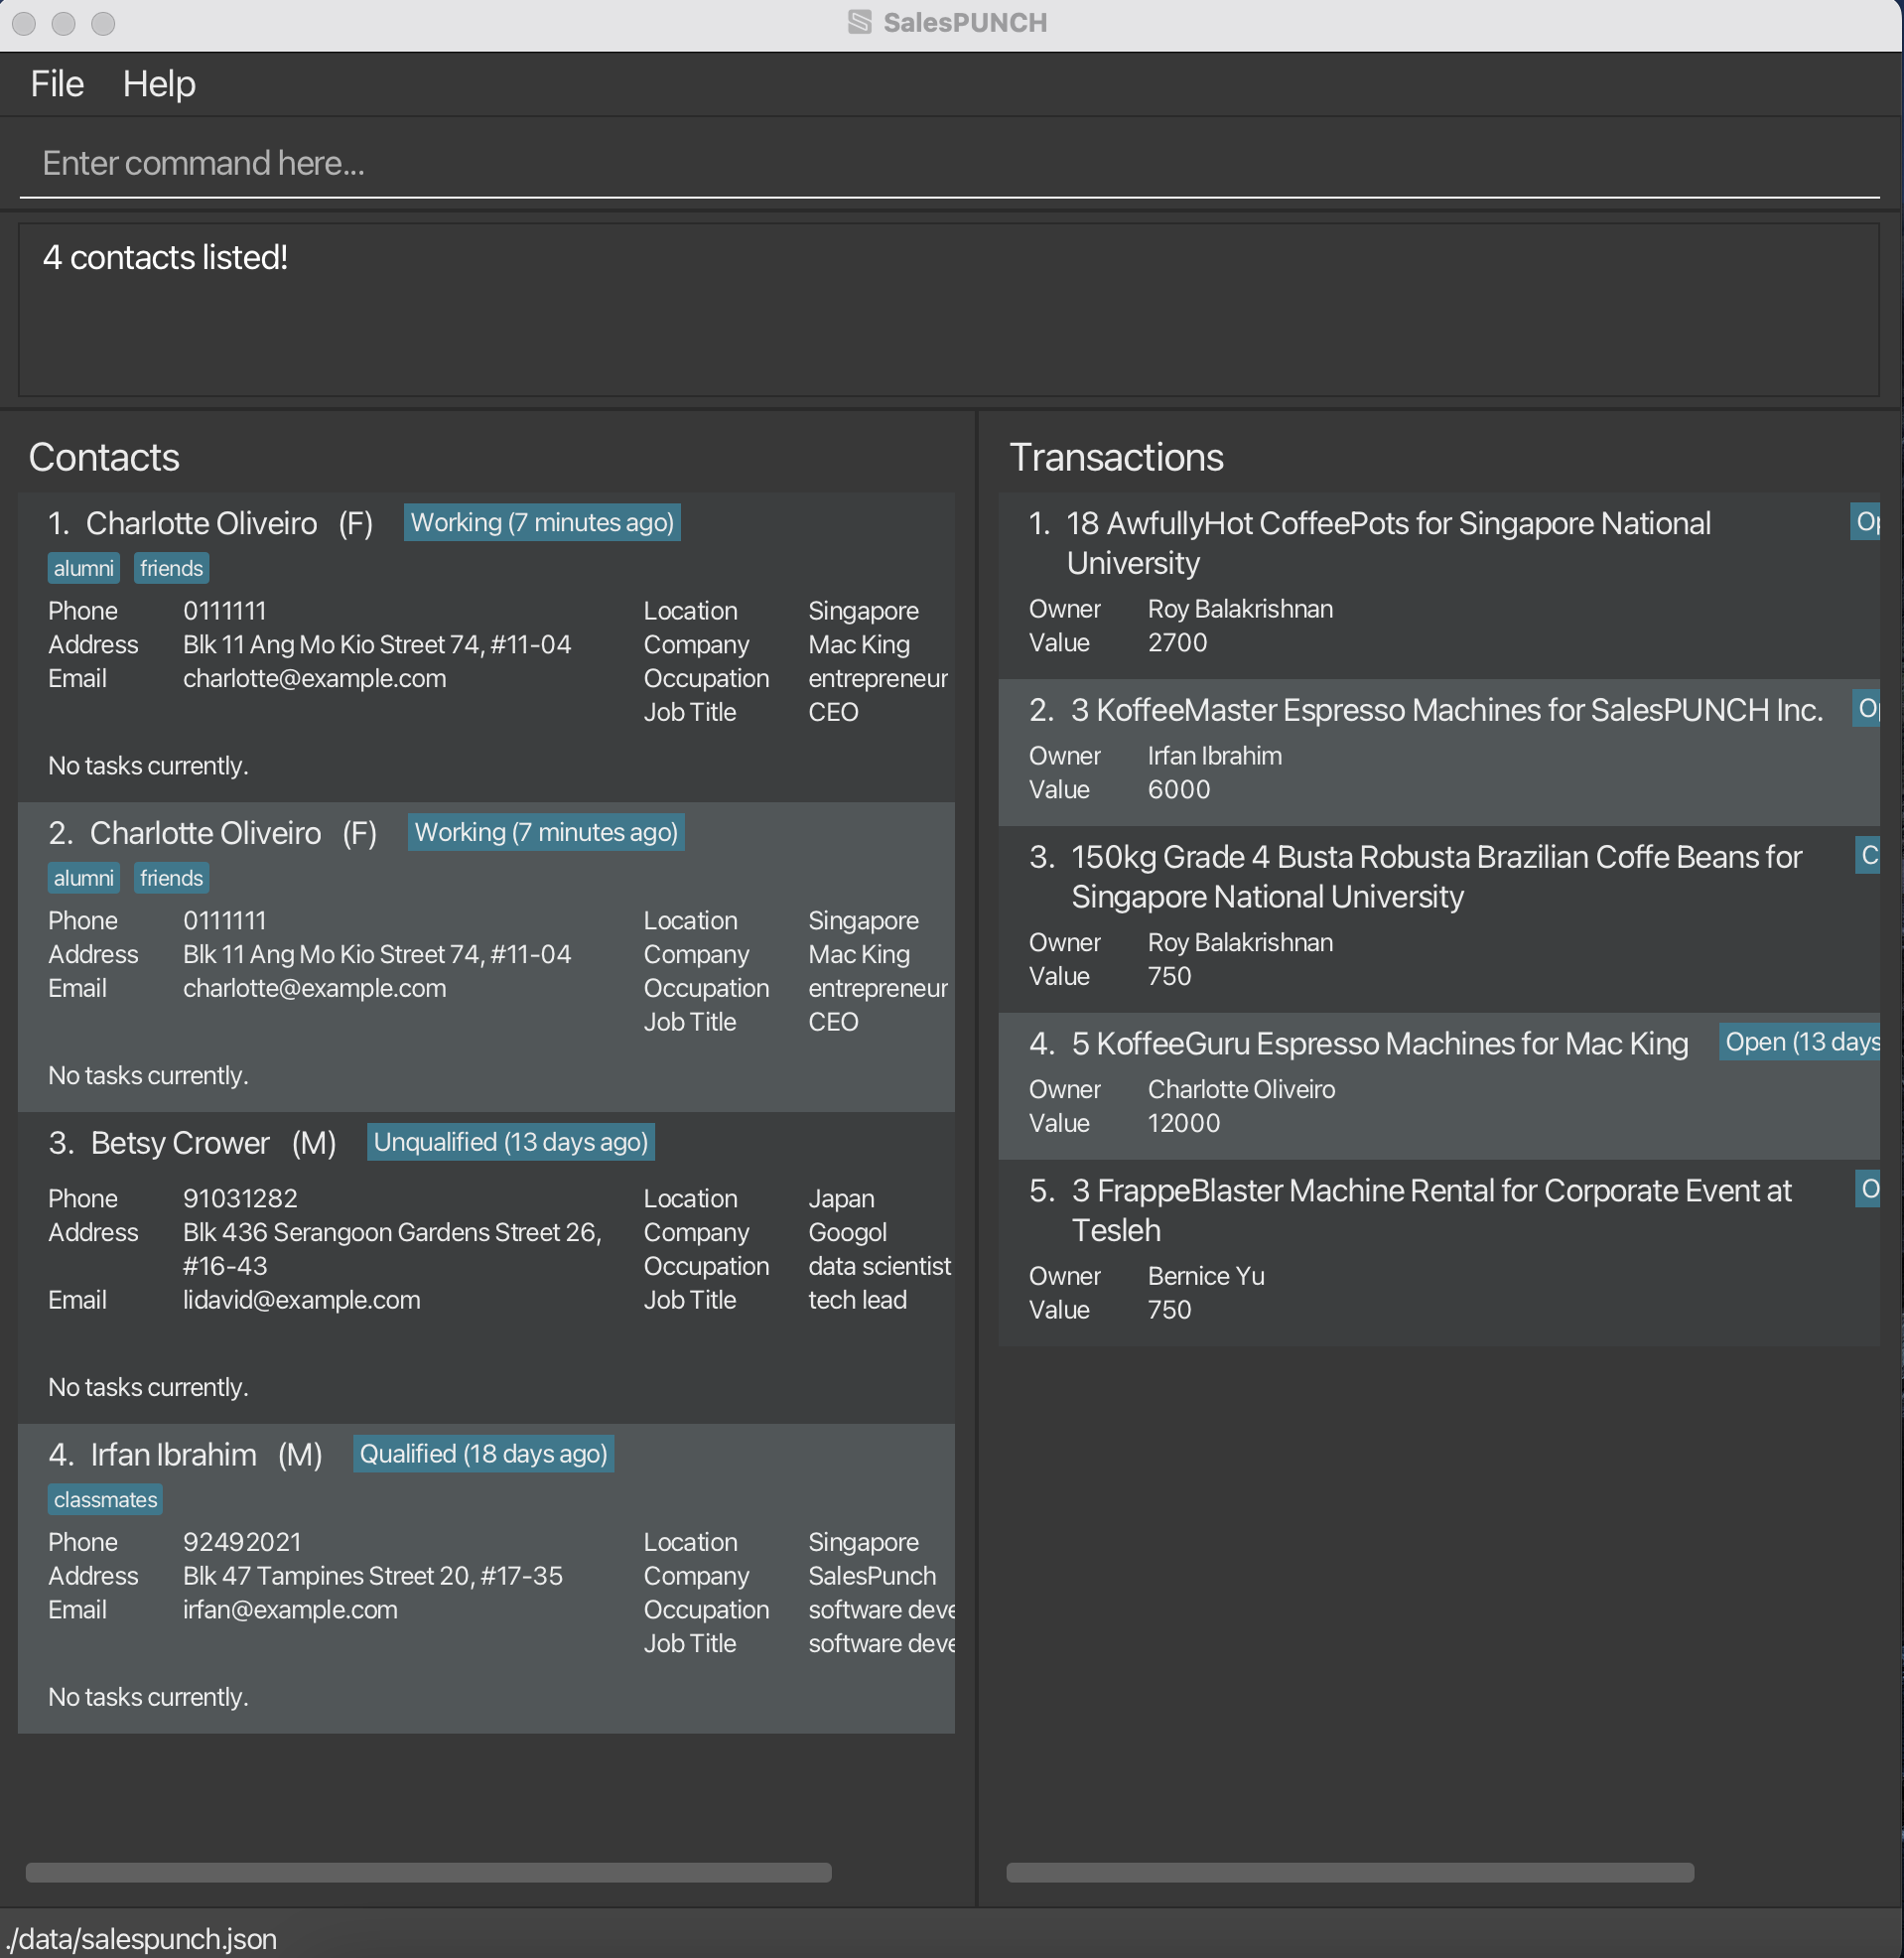 SalesPUNCH
File Help
Enter command here...
4 contacts listed!
Contacts
1. Charlotte Oliveiro (F) Working (7 minutes ago)
alumni friends
Phone 0111111 Location Singapore
Address Blk 11 Ang Mo Kio Street 74, #11-04 Company Mac King
Email charlotte@example.com Occupation entrepreneur
Job Title CEO
No tasks currently.
2. Charlotte Oliveiro (F) Working (7 minutes ago)
alumni friends
Phone 0111111 Location Singapore
Address Blk 11 Ang Mo Kio Street 74, #11-04 Company Mac King
Email charlotte@example.com Occupation entrepreneur
Job Title CEO
No tasks currently.
3. Betsy Crower (M) Unqualified (13 days ago)
Phone 91031282 Location Japan
Address Blk 436 Serangoon Gardens Street 26, Company Googol
#16-43 Occupation data scientist
Email lidavid@example.com Job Title tech lead
No tasks currently.
4. Irfan Ibrahim (M) Qualified (18 days ago)
classmates
Phone 92492021 Location Singapore
Address Blk 47 Tampines Street 20, #17-35 Company SalesPunch
Email irfan@example.com Occupation software deve
Job Title software deve
No tasks currently.
Transactions
1. 18 AwfullyHot CoffeePots for Singapore National
University
Owner Roy Balakrishnan
Value 2700
2. 3 KoffeeMaster Espresso Machines for SalesPUNCH Inc.
Owner Irfan Ibrahim
Value 6000
3. 150kg Grade 4 Busta Robusta Brazilian Coffe Beans for
Singapore National University
Owner Roy Balakrishnan
Value 750
4. 5 KoffeeGuru Espresso Machines for Mac King Open (13 days
Owner Charlotte Oliveiro
Value 12000
5. 3 FrappeBlaster Machine Rental for Corporate Event at
Tesleh
Owner Bernice Yu
Value 750
./data/salespunch.json